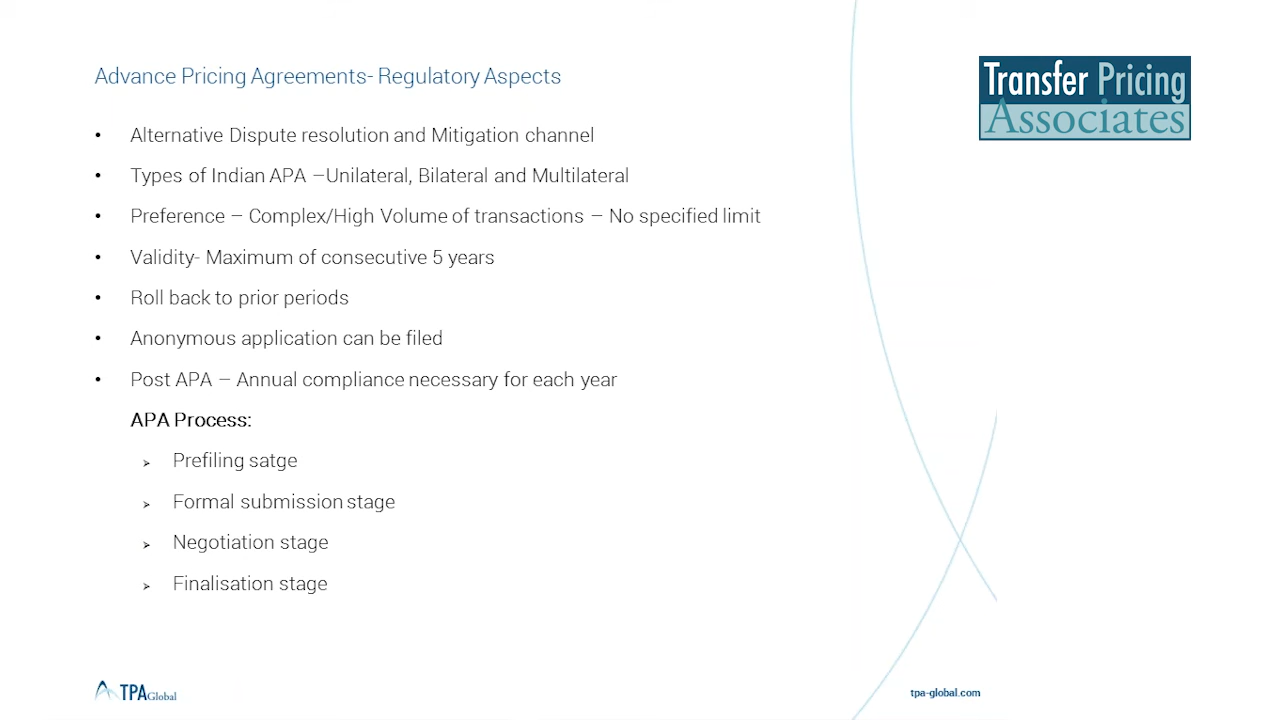 Advance Pricing Agreements- Regulatory Aspects
Transfer Pricing
Associates
• Alternative Dispute resolution and Mitigation channel
• Types of Indian APA –Unilateral, Bilateral and Multilateral
• Preference – Complex/High Volume of transactions – No specified limit
• Validity- Maximum of consecutive 5 years
• Roll back to prior periods
• Anonymous application can be filed
• Post APA – Annual compliance necessary for each year
APA Process:
➢ Prefiling satge
➢ Formal submission stage
➢ Negotiation stage
➢ Finalisation stage
TPA Global
tpa-global.com